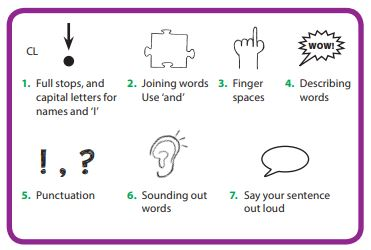 CL
WOW!
1. Full stops, and
capital letters for
names and 'I'
2. Joining words
Use 'and'
3. Finger
spaces
4. Describing
words
! , ?
5. Punctuation
6. Sounding out
words
7. Say your sentence
out loud